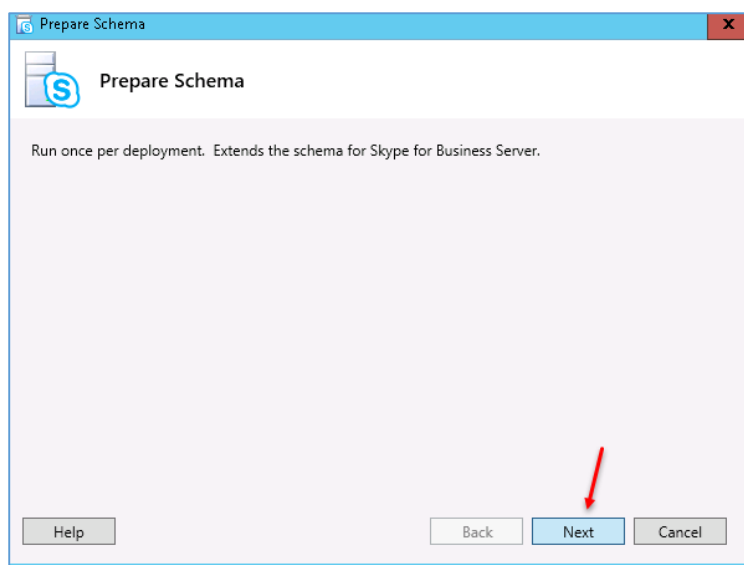 Prepare Schema
Prepare Schema
Run once per deployment. Extends the schema for Skype for Business Server.
Help Back Next Cancel